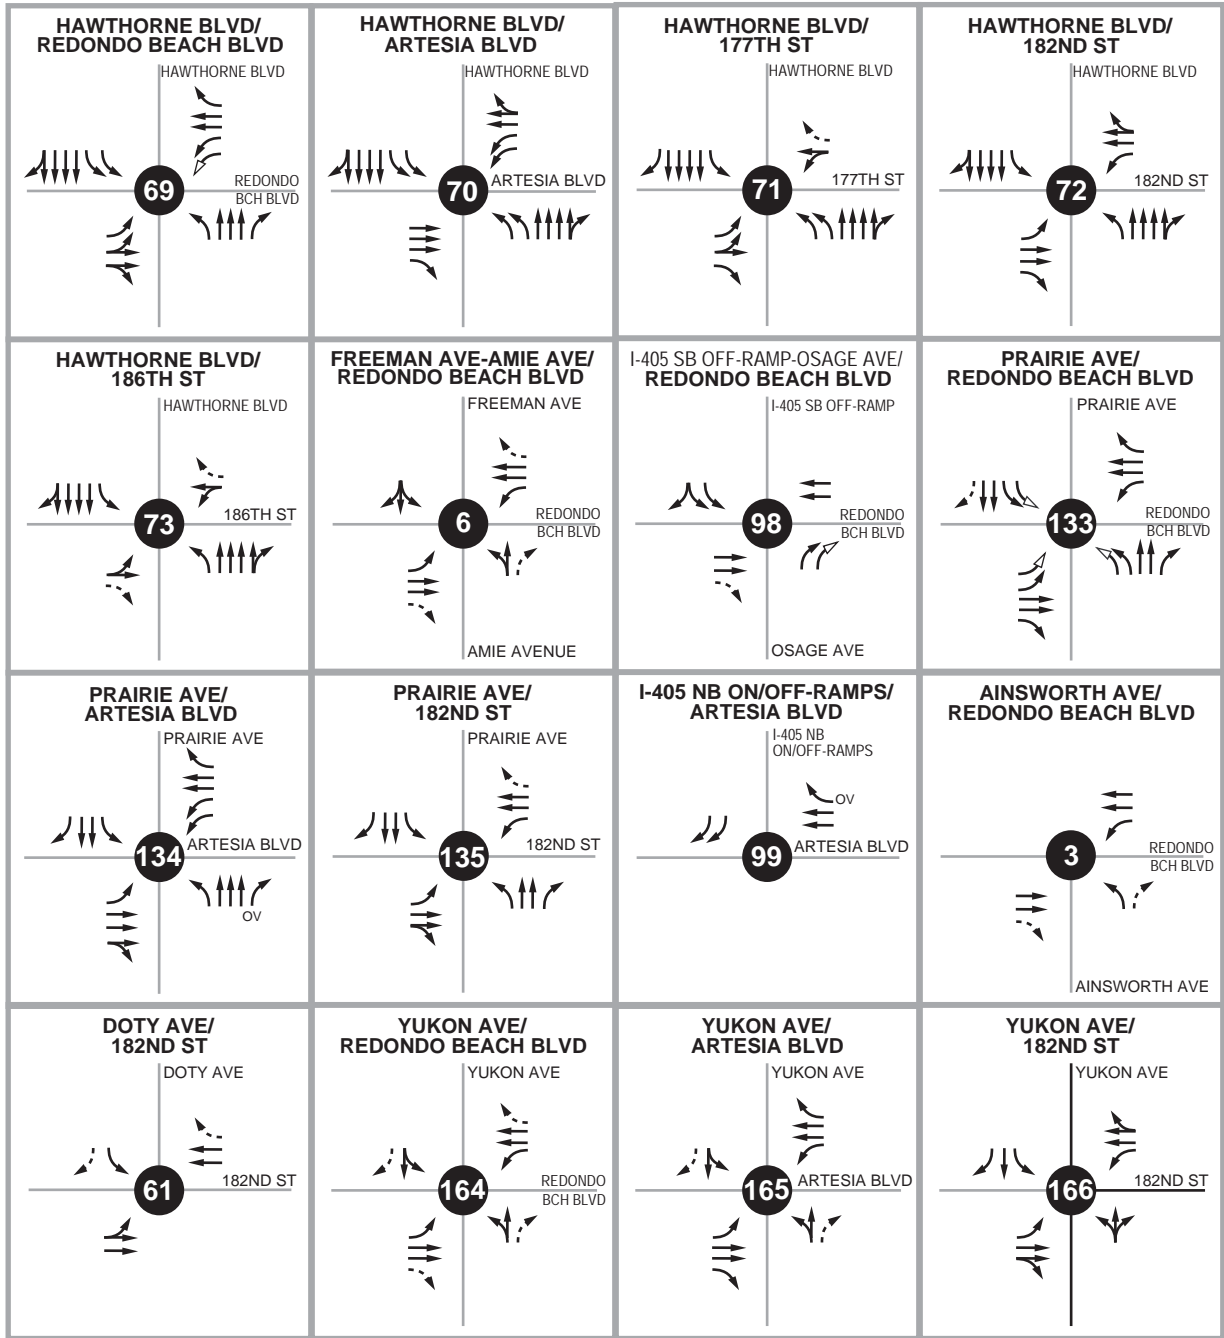 HAWTHORNE BLVD/
REDONDO BEACH BLVD
HAWTHORNE BLVD
69
REDONDO
BCH BLVD
HAWTHORNE BLVD/
ARTESIA BLVD
HAWTHORNE BLVD
70
ARTESIA BLVD
HAWTHORNE BLVD/
177TH ST
HAWTHORNE BLVD
71
177TH ST
HAWTHORNE BLVD/
182ND ST
HAWTHORNE BLVD
72
182ND ST
HAWTHORNE BLVD/
186TH ST
HAWTHORNE BLVD
73
186TH ST
FREEMAN AVE-AMIE AVE/
REDONDO BEACH BLVD
FREEMAN AVE
6
REDONDO
BCH BLVD
AMIE AVENUE
I-405 SB OFF-RAMP-OSAGE AVE/
REDONDO BEACH BLVD
I-405 SB OFF-RAMP
98
REDONDO
BCH BLVD
OSAGE AVE
PRAIRIE AVE/
REDONDO BEACH BLVD
PRAIRIE AVE
133
REDONDO
BCH BLVD
PRAIRIE AVE/
ARTESIA BLVD
PRAIRIE AVE
134
ARTESIA BLVD
OV
PRAIRIE AVE/
182ND ST
PRAIRIE AVE
135
182ND ST
I-405 NB ON/OFF-RAMPS/
ARTESIA BLVD
I-405 NB
ON/OFF-RAMPS
OV
99
ARTESIA BLVD
AINSWORTH AVE/
REDONDO BEACH BLVD
3
REDONDO
BCH BLVD
AINSWORTH AVE
DOTY AVE/
182ND ST
DOTY AVE
61
182ND ST
YUKON AVE/
REDONDO BEACH BLVD
YUKON AVE
164
REDONDO
BCH BLVD
YUKON AVE/
ARTESIA BLVD
YUKON AVE
165
ARTESIA BLVD
YUKON AVE/
182ND ST
YUKON AVE
166
182ND ST